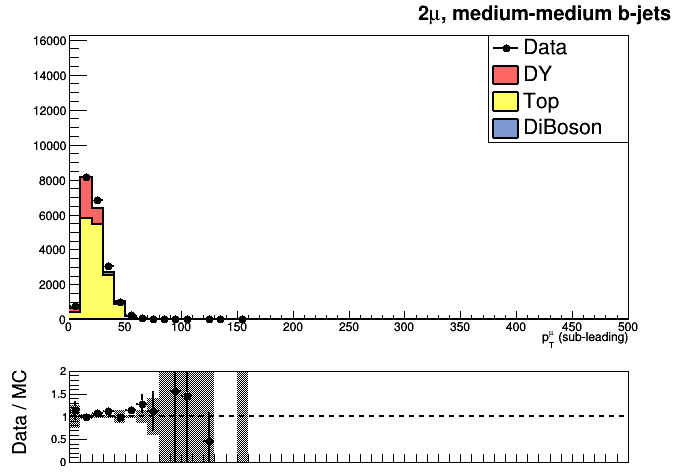 2μ, medium-medium b-jets
16000
14000
12000
10000
8000
6000
4000
2000
0
Data
DY
Top
DiBoson
0 50 100 150 200 250 300 350 400 450 500
p_T^μ (sub-leading)
Data / MC
2
1.5
1
0.5
0